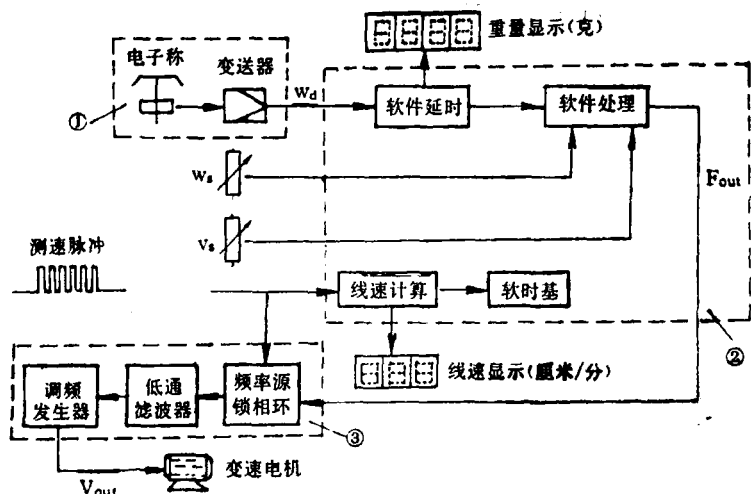 重量显示(克)
电子称
变送器
①
Wd
软件延时
软件处理
Ws
Fout
Vs
测速脉冲
线速计算
软时基
②
线速显示(厘米/分)
调频
发生器
低通
滤波器
频率源
锁相环
③
Vout
变速电机